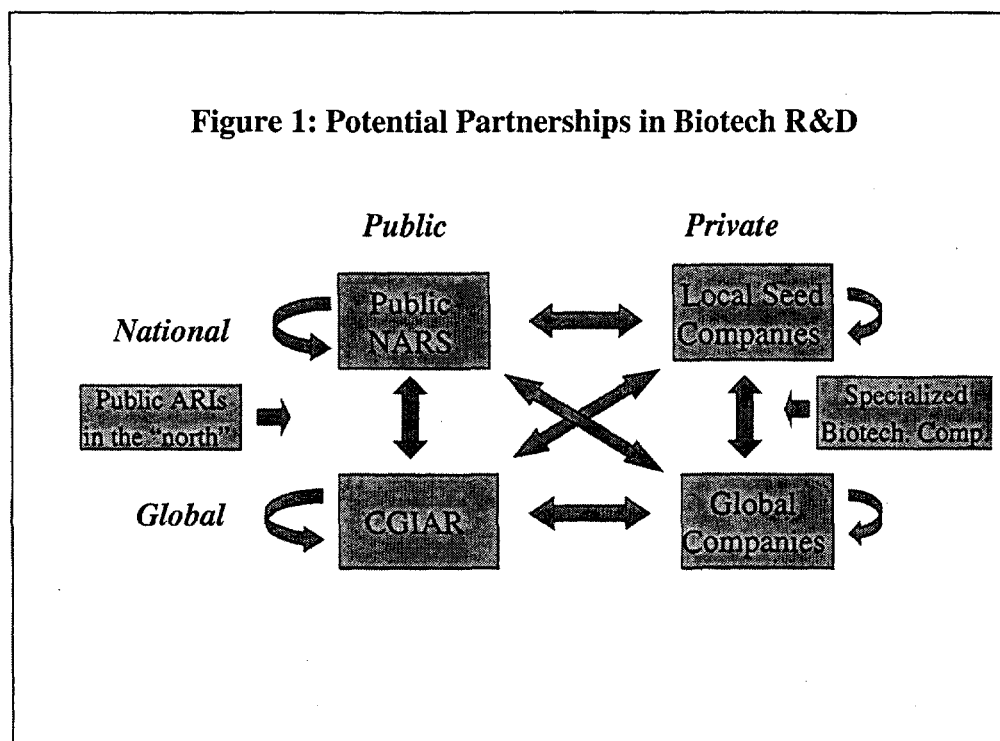 Figure 1: Potential Partnerships in Biotech R&D
Public
Private
National
Public
NARS
Local Seed
Companies
Public ARIs
in the "north"
Specialized
Biotech. Comp.
Global
CGIAR
Global
Companies